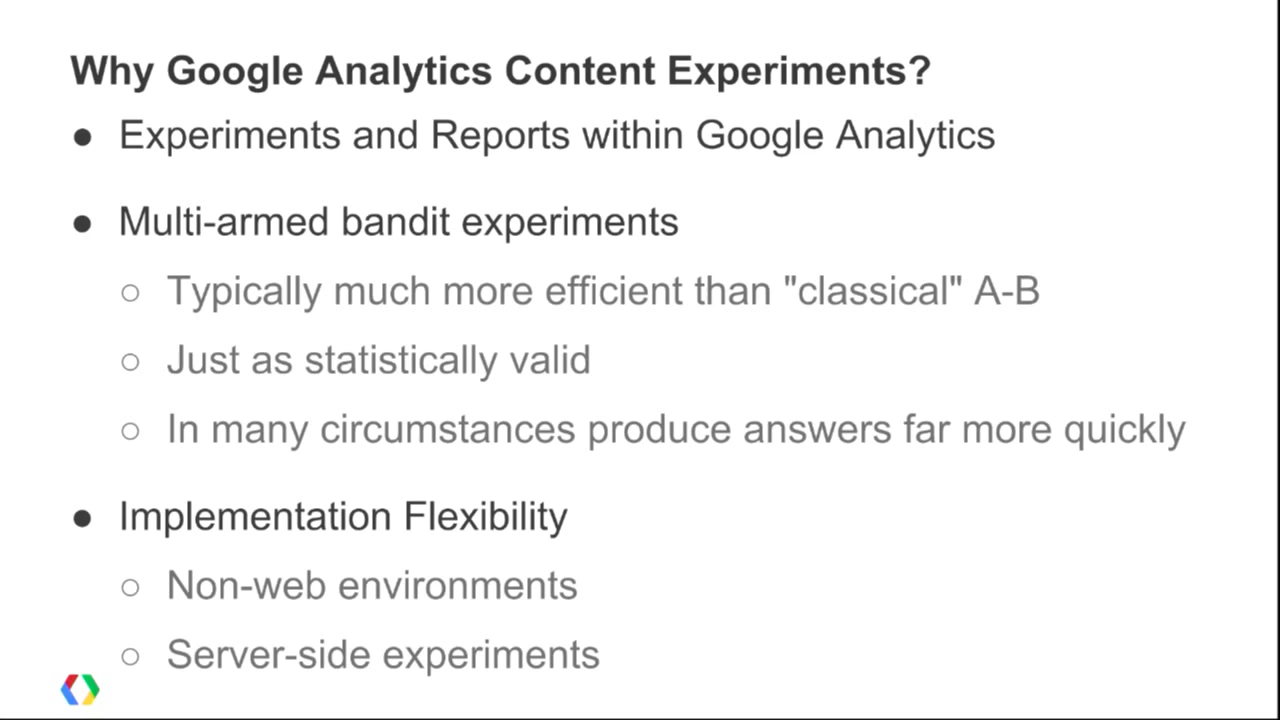 Why Google Analytics Content Experiments?
● Experiments and Reports within Google Analytics
● Multi-armed bandit experiments
○ Typically much more efficient than "classical" A-B
○ Just as statistically valid
○ In many circumstances produce answers far more quickly
● Implementation Flexibility
○ Non-web environments
○ Server-side experiments